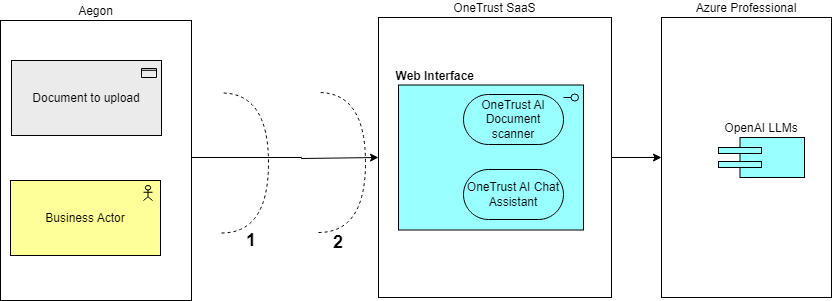 Aegon
OneTrust SaaS
Azure Professional
Document to upload
Business Actor
1
2
Web Interface
OneTrust AI
Document
scanner
OneTrust AI Chat
Assistant
OpenAI LLMs